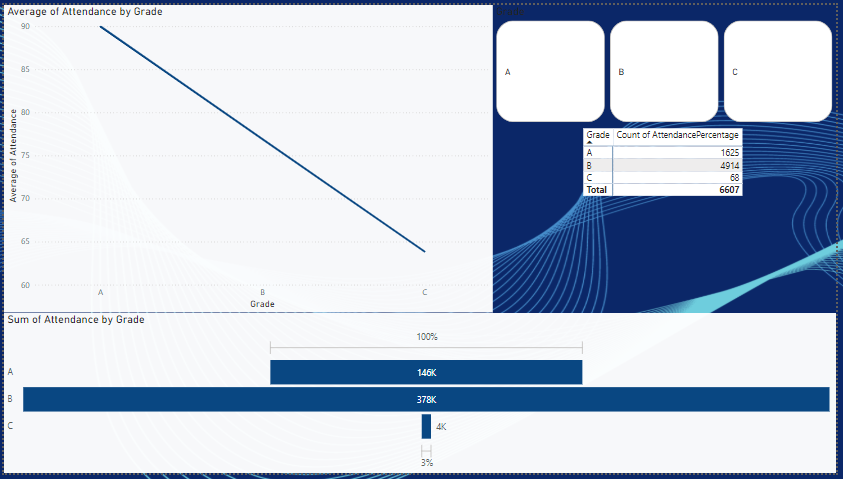 Average of Attendance by Grade
90
85
80
75
70
65
60
Average of Attendance
A
B
C
Grade
A
B
C
Grade Count of AttendancePercentage
A 1625
B 4914
C 68
Total 6607
Sum of Attendance by Grade
100%
A 146K
B 378K
C 4K
3%